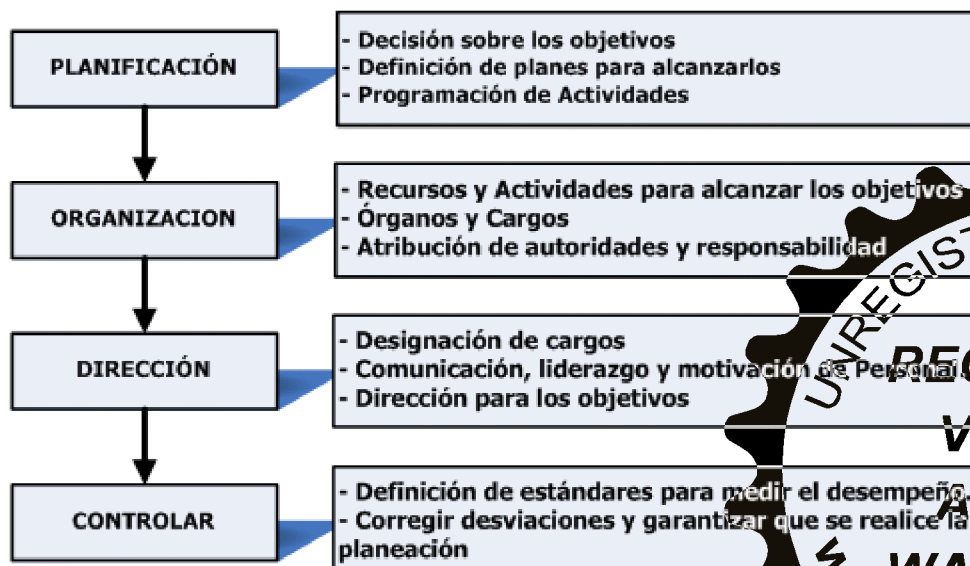 PLANIFICACIÓN
- Decisión sobre los objetivos
- Definición de planes para alcanzarlos
- Programación de Actividades
ORGANIZACION
- Recursos y Actividades para alcanzar los objetivos
- Órganos y Cargos
- Atribución de autoridades y responsabilidad
DIRECCIÓN
- Designación de cargos
- Comunicación, liderazgo y motivación de Personal.
- Dirección para los objetivos
CONTROLAR
- Definición de estándares para medir el desempeño.
- Corregir desviaciones y garantizar que se realice la
planeación